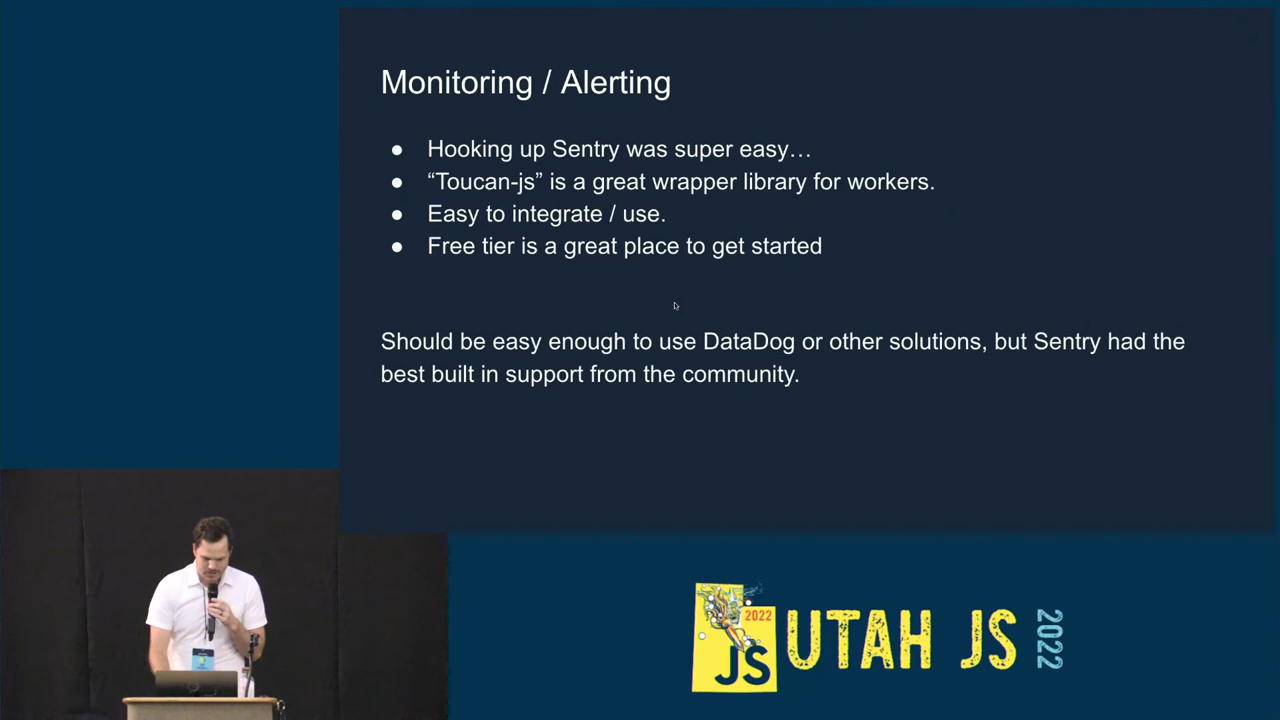 Monitoring / Alerting
● Hooking up Sentry was super easy…
● “Toucan-js” is a great wrapper library for workers.
● Easy to integrate / use.
● Free tier is a great place to get started
Should be easy enough to use DataDog or other solutions, but Sentry had the
best built in support from the community.
2022
JS
UTAH JS
2022